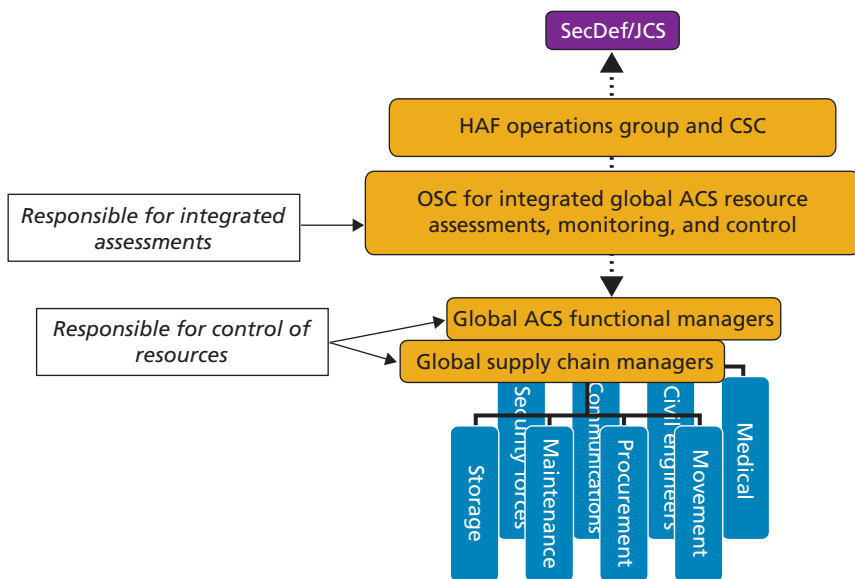 SecDef/JCS
HAF operations group and CSC
OSC for integrated global ACS resource
assessments, monitoring, and control
Responsible for integrated
assessments
Global ACS functional managers
Responsible for control of
resources
Global supply chain managers
Security forces
Communications
Civil engineers
Medical
Storage
Maintenance
Procurement
Movement